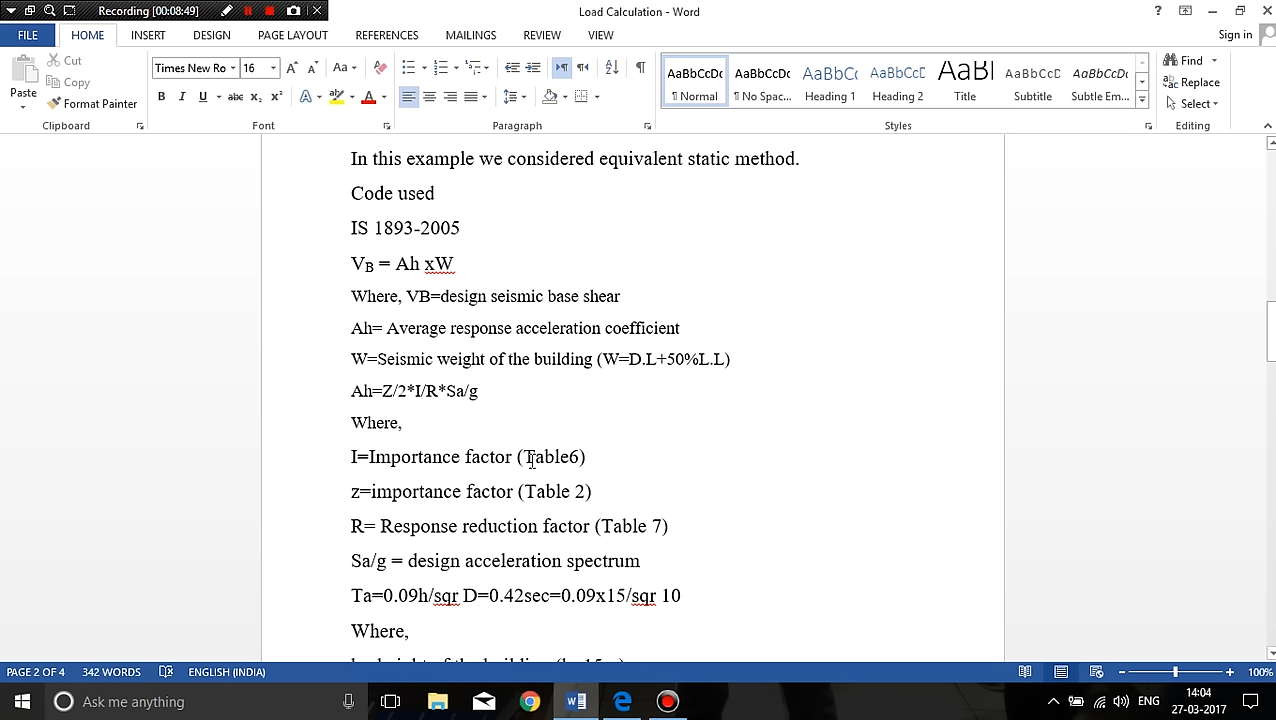 Recording [00:08:49]
Load Calculation - Word
FILE
HOME
INSERT
DESIGN
PAGE LAYOUT
REFERENCES
MAILINGS
REVIEW
VIEW
Sign in
Paste
Cut
Copy
Format Painter
Clipboard
Times New Ro
16
Font
Paragraph
AaBbCcDc
¶ Normal
AaBbCcDc
¶ No Spac...
AaBbCc
Heading 1
AaBbCcE
Heading 2
AaBI
Title
AaBbCcD
Subtitle
AaBbCcDc
Subtle Em...
Styles
Find
Replace
Select
Editing
In this example we considered equivalent static method.
Code used
IS 1893-2005
VB = Ah xW
Where, VB=design seismic base shear
Ah= Average response acceleration coefficient
W=Seismic weight of the building (W=D.L+50%L.L)
Ah=Z/2*I/R*Sa/g
Where,
I=Importance factor (Table6)
z=importance factor (Table 2)
R= Response reduction factor (Table 7)
Sa/g = design acceleration spectrum
Ta=0.09h/sqr D=0.42sec=0.09x15/sqr 10
Where,
PAGE 2 OF 4
342 WORDS
ENGLISH (INDIA)
100%
Ask me anything
ENG
14:04
27-03-2017